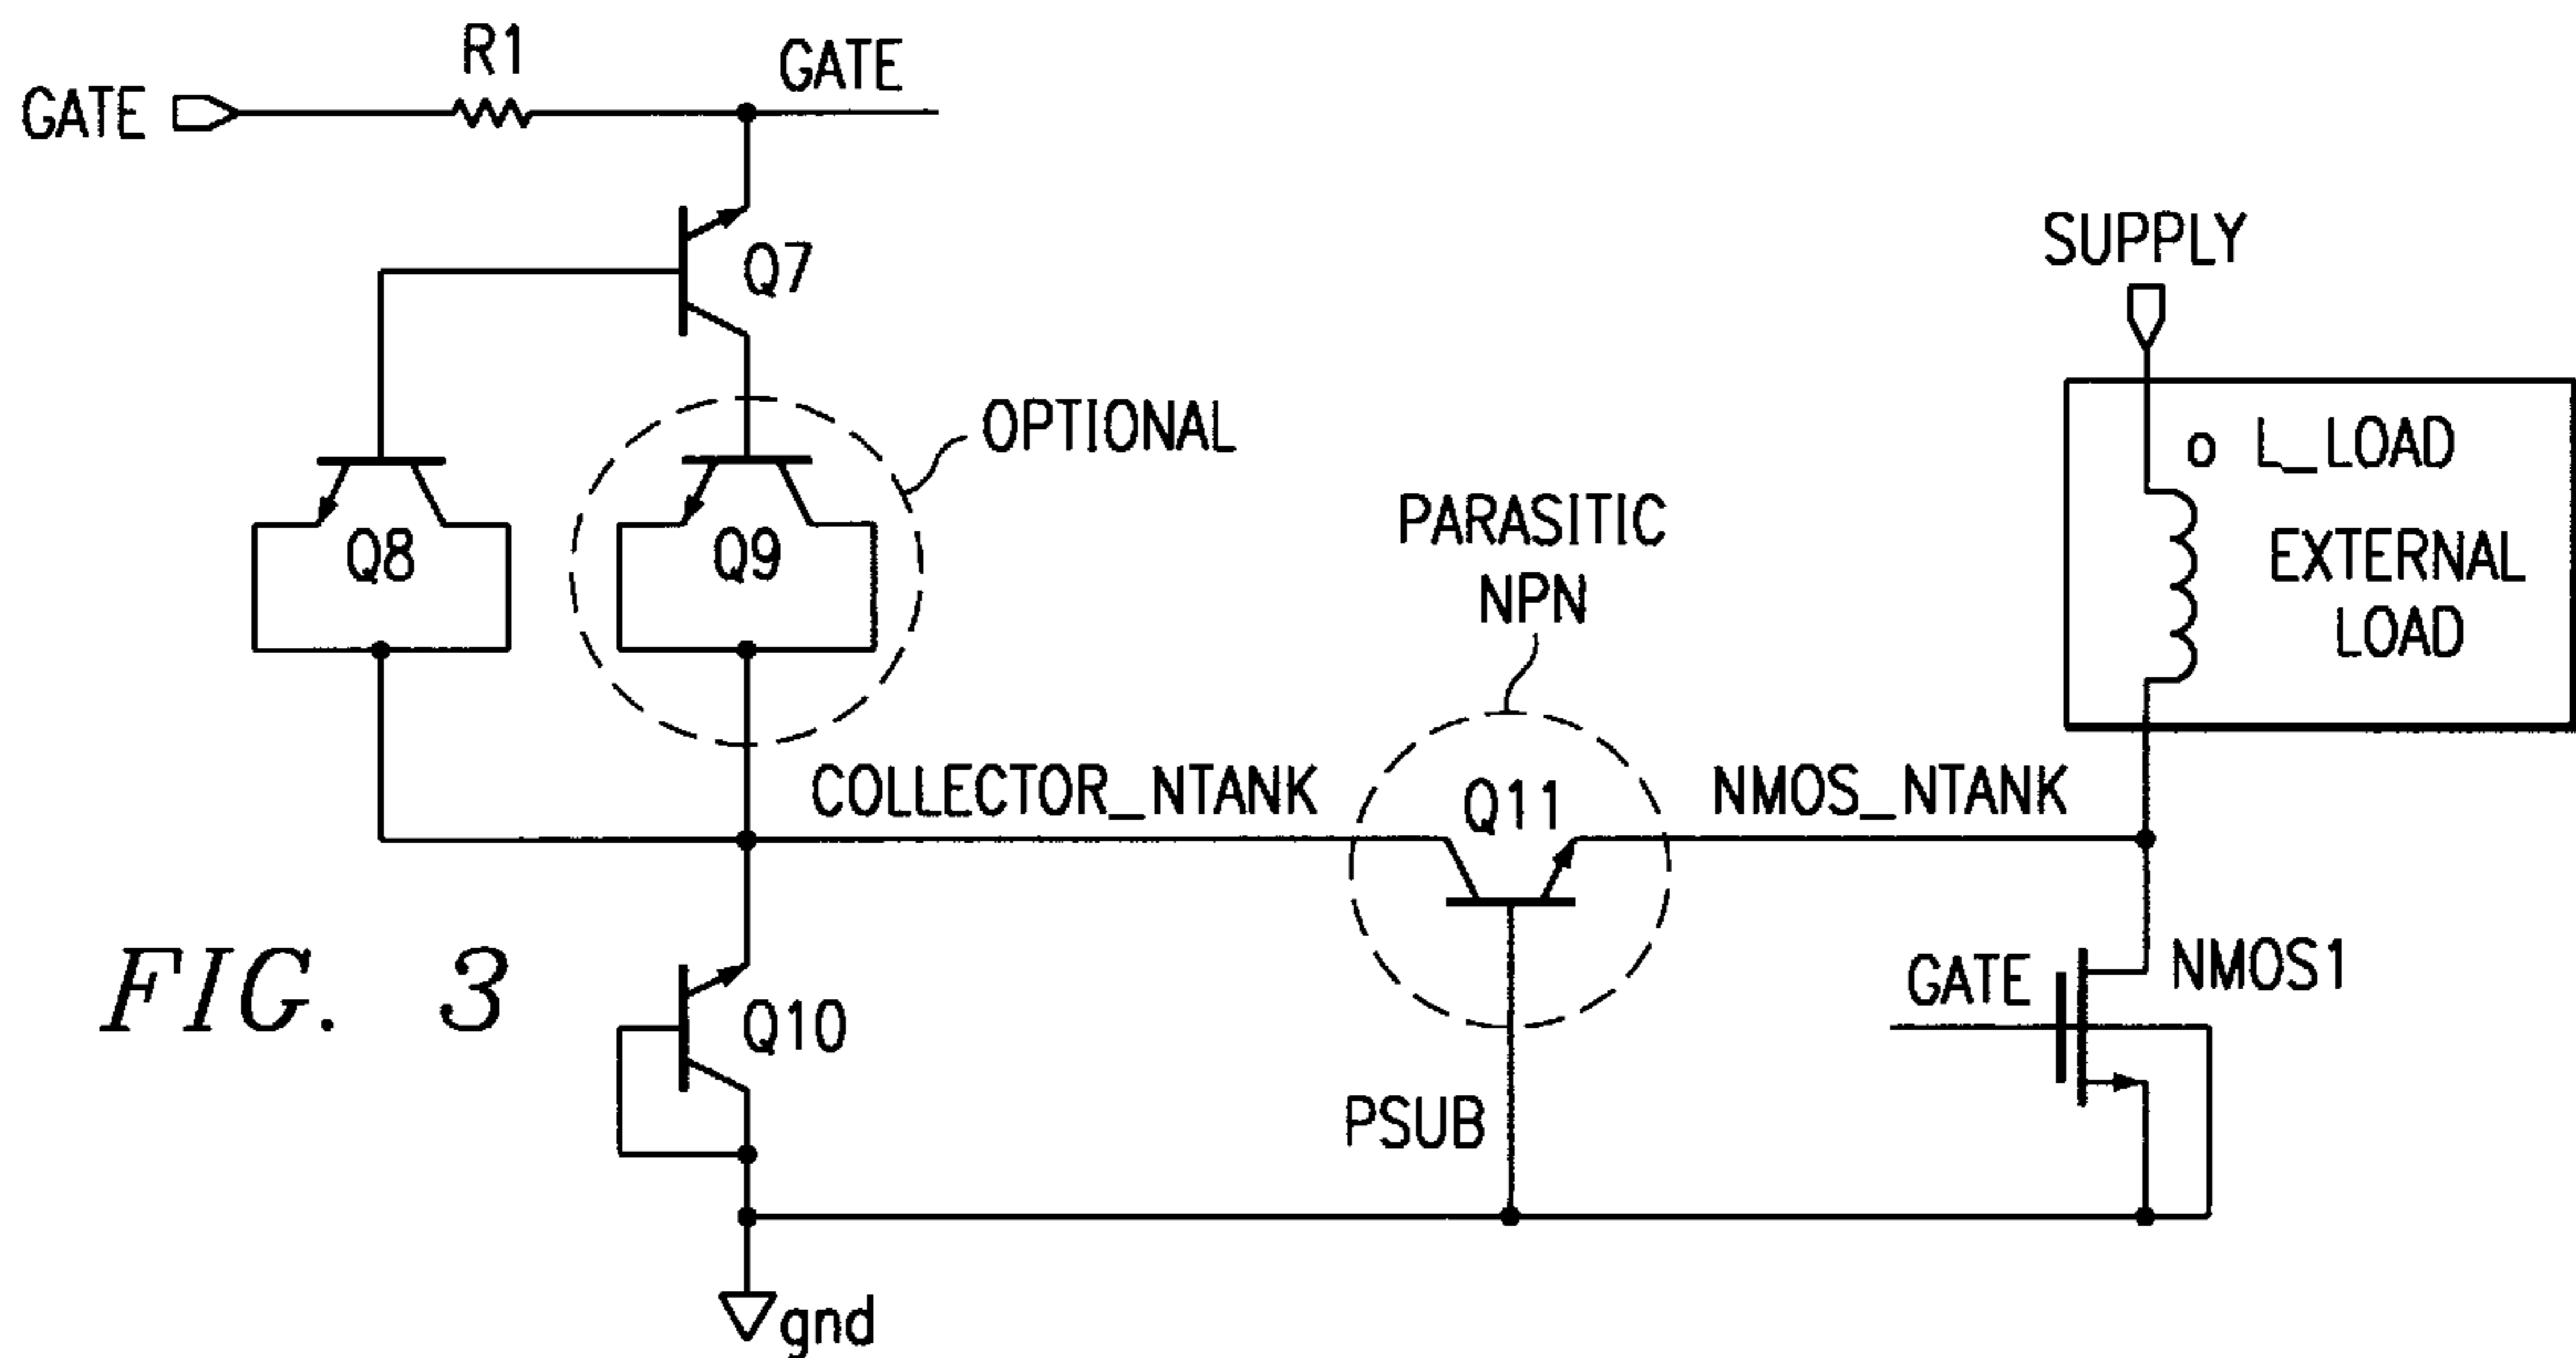 R1
GATE
GATE
Q7
SUPPLY
OPTIONAL
L_LOAD
EXTERNAL
LOAD
Q8
Q9
PARASITIC
NPN
COLLECTOR_NTANK
Q11
NMOS_NTANK
FIG. 3
Q10
GATE
NMOS1
PSUB
gnd